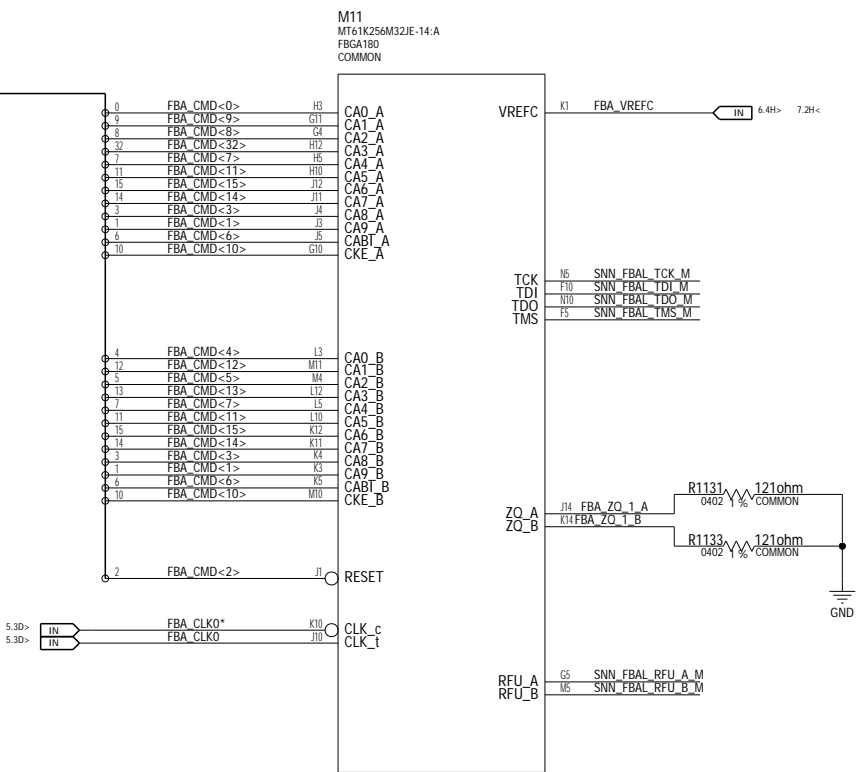 M11
MT61K256M32JE-14:A
FBGA180
COMMON
0 FBA_CMD<0> H3 CA0_A
9 FBA_CMD<9> G11 CA1_A
8 FBA_CMD<8> G4 CA2_A
32 FBA_CMD<32> H12 CA3_A
7 FBA_CMD<7> H5 CA4_A
11 FBA_CMD<11> H10 CA5_A
15 FBA_CMD<15> J12 CA6_A
14 FBA_CMD<14> J11 CA7_A
3 FBA_CMD<3> J4 CA8_A
1 FBA_CMD<1> J3 CA9_A
6 FBA_CMD<6> J5 CABI_A
10 FBA_CMD<10> G10 CKE_A
VREFC K1 FBA_VREFC IN 6.4H> 7.2H<
TCK N5 SNN_FBAL_TCK_M
TDI F10 SNN_FBAL_TDI_M
TDO N10 SNN_FBAL_TDO_M
TMS F5 SNN_FBAL_TMS_M
4 FBA_CMD<4> L3 CA0_B
12 FBA_CMD<12> M11 CA1_B
5 FBA_CMD<5> M4 CA2_B
13 FBA_CMD<13> L12 CA3_B
7 FBA_CMD<7> L5 CA4_B
11 FBA_CMD<11> L10 CA5_B
15 FBA_CMD<15> K12 CA6_B
14 FBA_CMD<14> K11 CA7_B
3 FBA_CMD<3> K4 CA8_B
1 FBA_CMD<1> K3 CA9_B
6 FBA_CMD<6> K5 CABI_B
10 FBA_CMD<10> M10 CKE_B
R1131 121ohm
0402 1% COMMON
ZQ_A J14 FBA_ZQ_1_A
ZQ_B K14 FBA_ZQ_1_B
R1133 121ohm
0402 1% COMMON
GND
2 FBA_CMD<2> J1 RESET
5.3D> IN FBA_CLK0* K10 CLK_c
5.3D> IN FBA_CLK0 J10 CLK_t
RFU_A G5 SNN_FBAL_RFU_A_M
RFU_B M5 SNN_FBAL_RFU_B_M